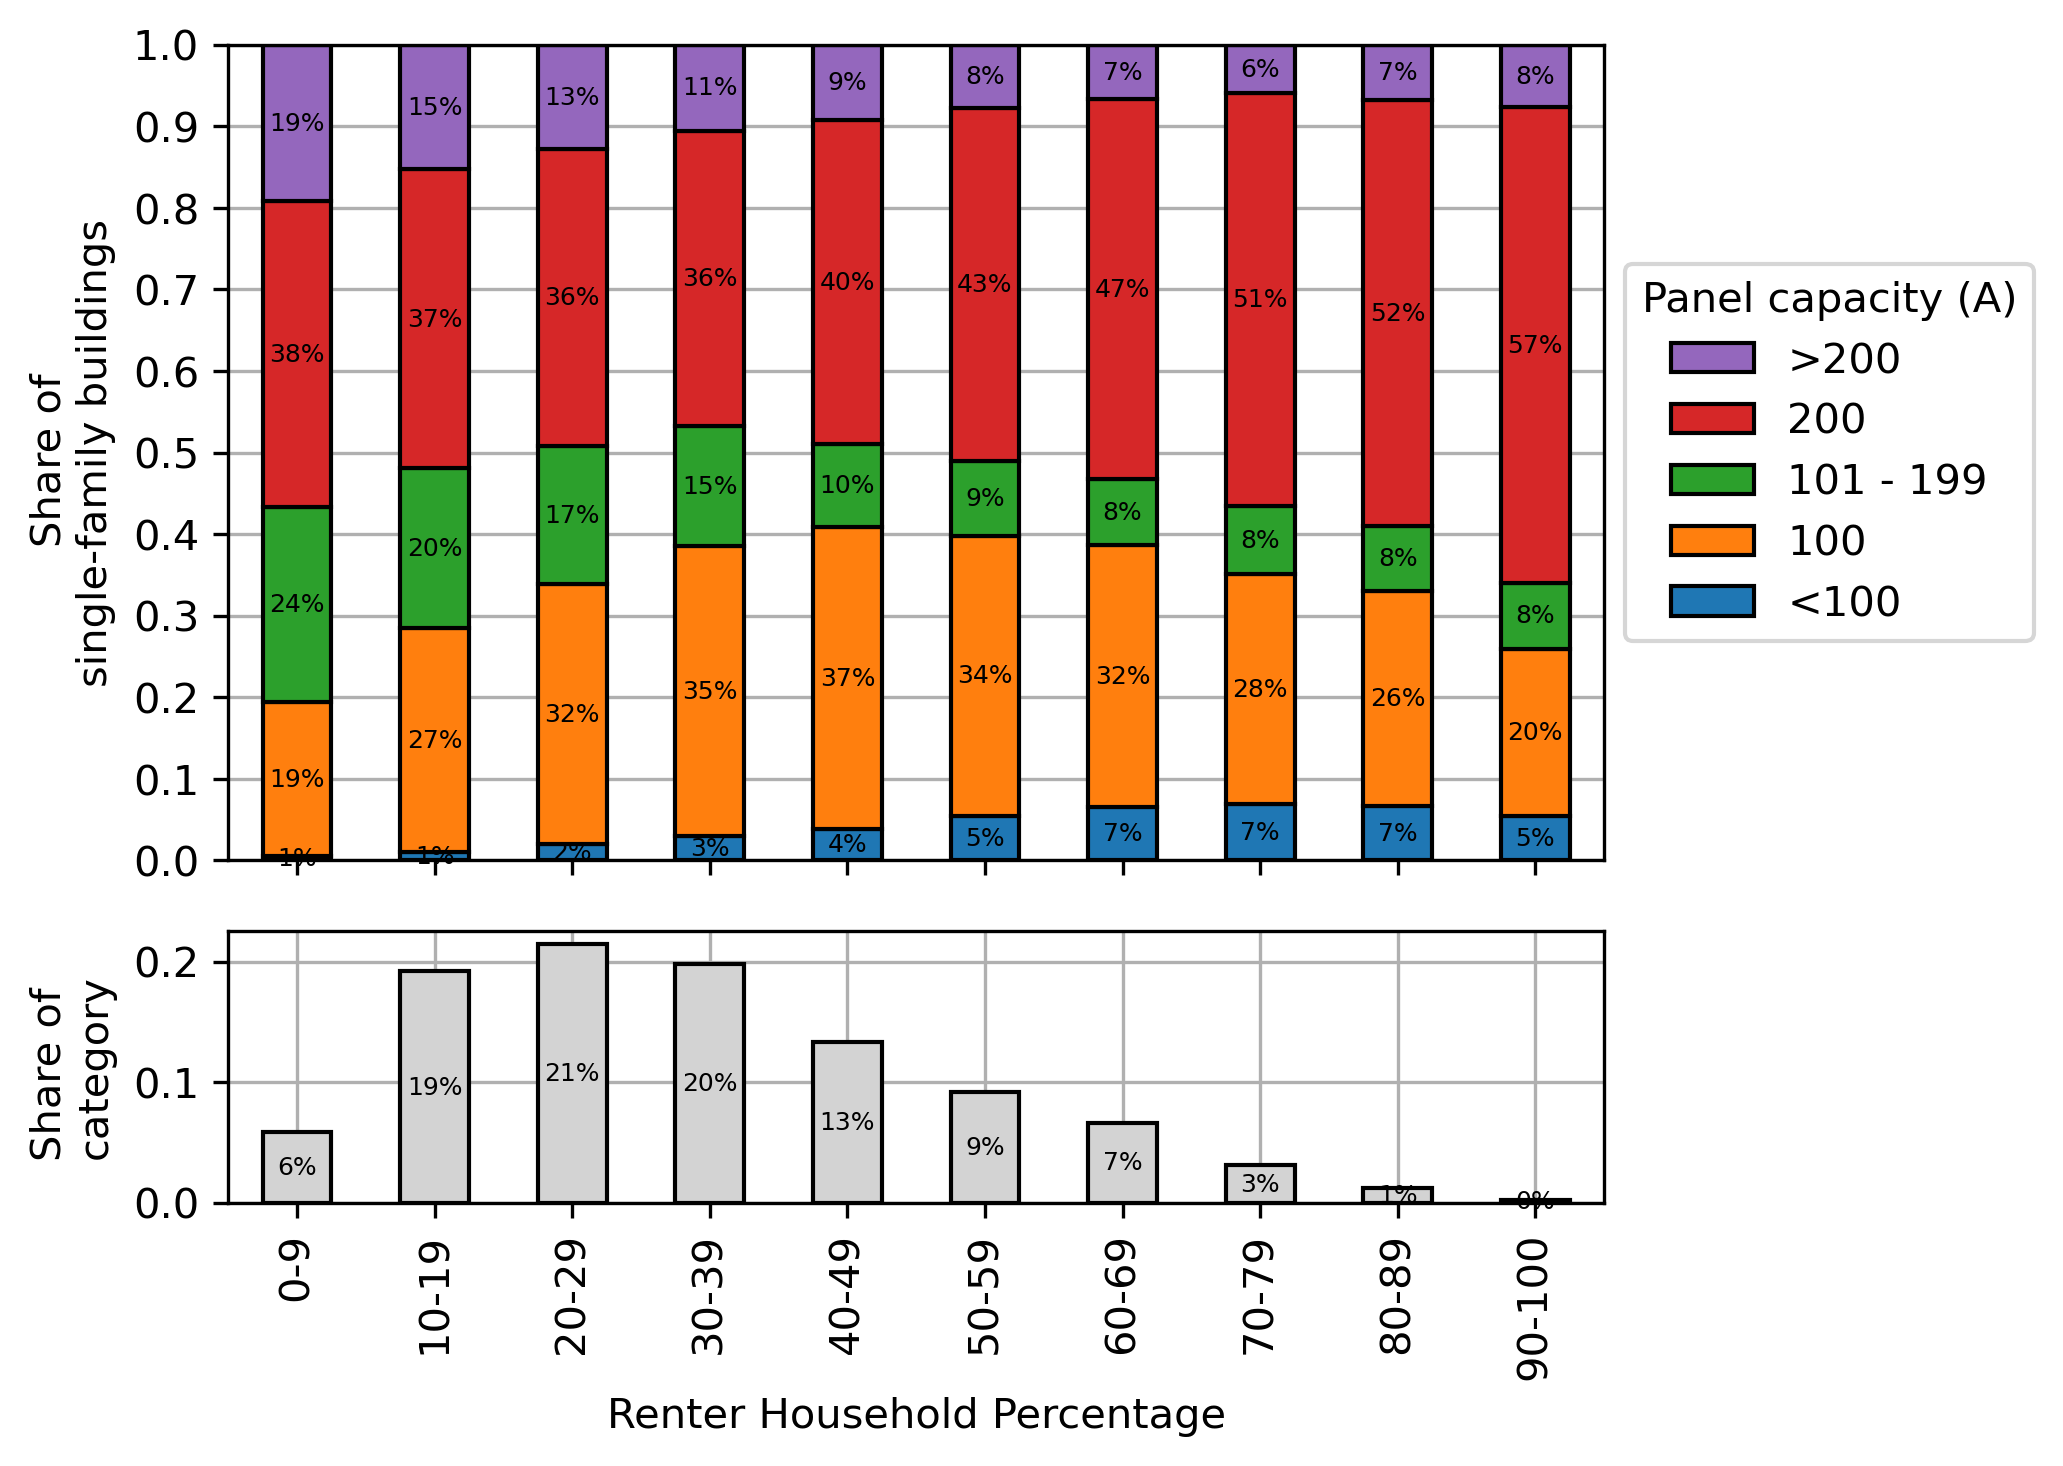 1.0
0.9
0.8
0.7
0.6
0.5
0.4
0.3
0.2
0.1
0.0
Share of
single-family buildings
19% 15% 13% 11% 9% 8% 7% 6% 7% 8%
38% 37% 36% 36% 40% 43% 47% 51% 52% 57%
24% 20% 17% 15% 10% 9% 8% 8% 8% 8%
19% 27% 32% 35% 37% 34% 32% 28% 26% 20%
1% 1% 2% 3% 4% 5% 7% 7% 7% 5%
Panel capacity (A)
>200
200
101 - 199
100
<100
0.2
0.1
0.0
Share of
category
6% 19% 21% 20% 13% 9% 7% 3% 1% 0%
0-9 10-19 20-29 30-39 40-49 50-59 60-69 70-79 80-89 90-100
Renter Household Percentage